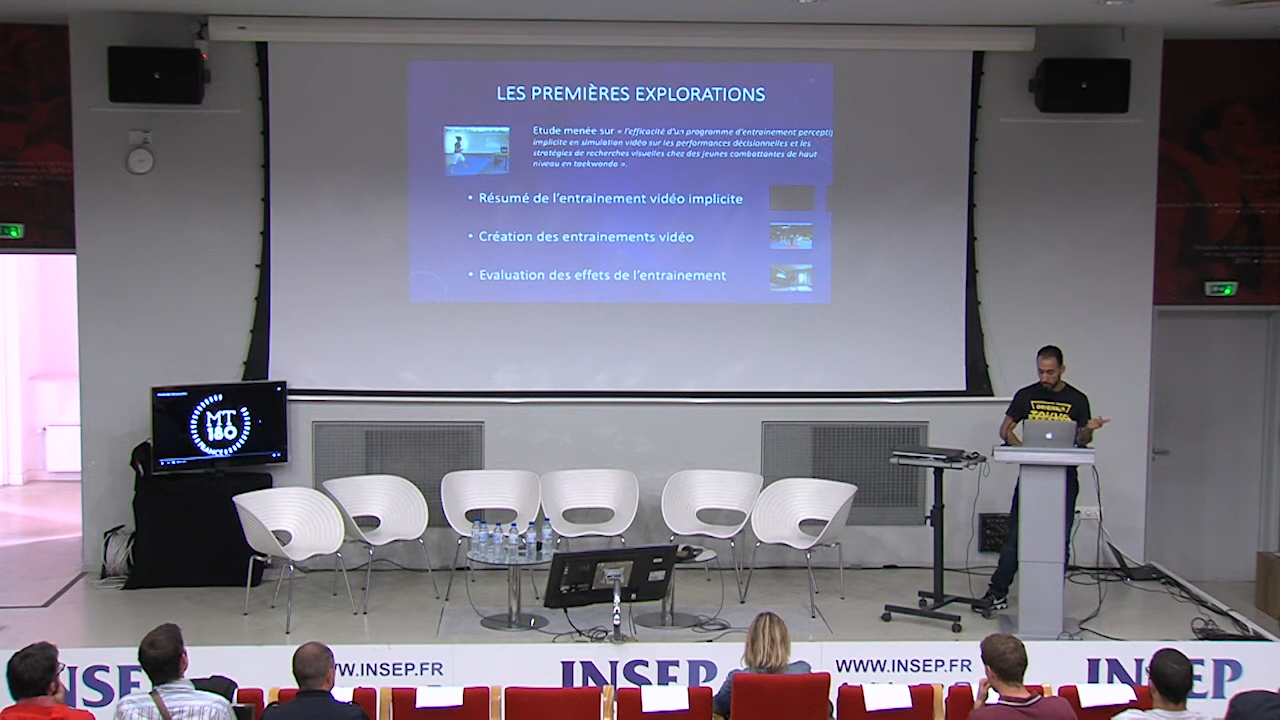 LES PREMIÈRES EXPLORATIONS
Etude menée sur « l'efficacité d'un programme d'entrainement perceptif
implicite en simulation vidéo sur les performances décisionnelles et les
stratégies de recherches visuelles chez des jeunes combattantes de haut
niveau en taekwondo ».
• Résumé de l'entrainement vidéo implicite
• Création des entrainements vidéo
• Evaluation des effets de l'entrainement
MT
180
FRANCE
INSEP
WWW.INSEP.FR
INSEP
WWW.INSEP.FR
INSEP